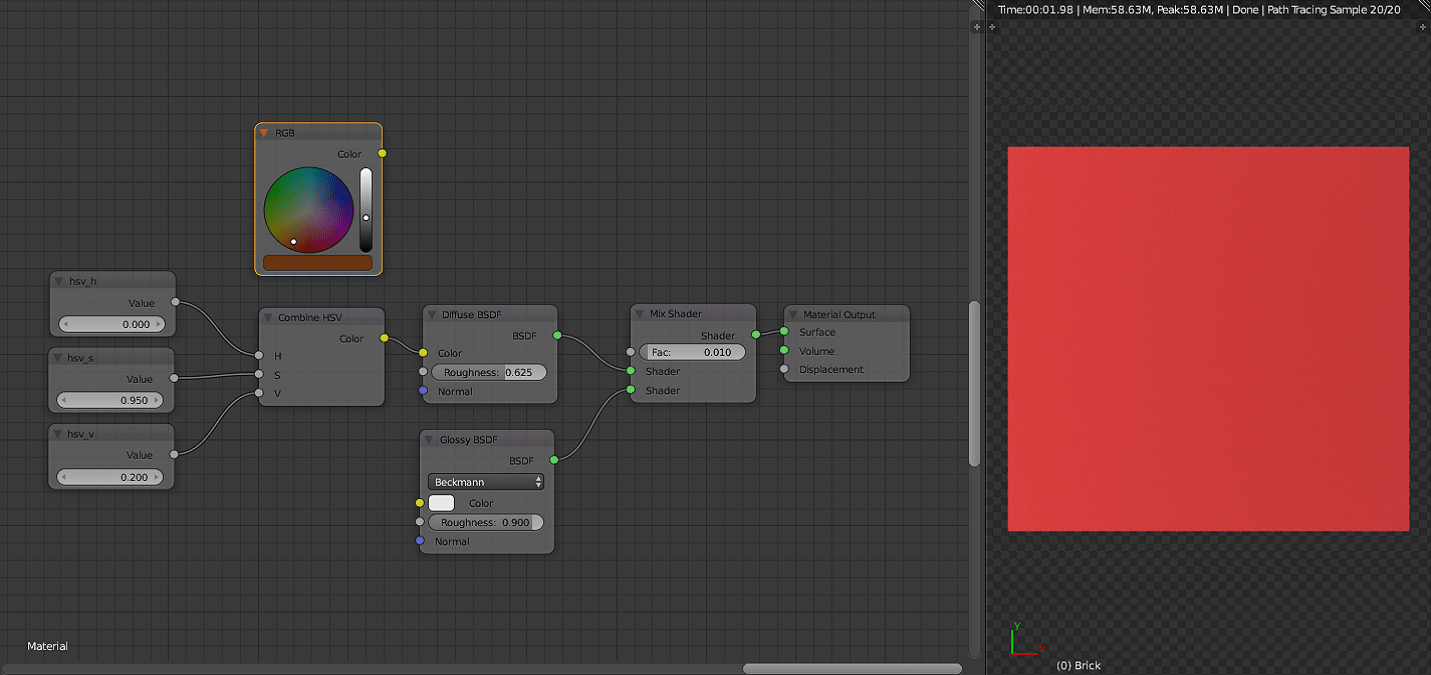 Time:00:01.98 | Mem:58.63M, Peak:58.63M | Done | Path Tracing Sample 20/20
RGB
Color
hsv_h
Value
0.000
hsv_s
Value
0.950
hsv_v
Value
0.200
Combine HSV
Color
H
S
V
Diffuse BSDF
BSDF
Color
Roughness: 0.625
Normal
Glossy BSDF
BSDF
Beckmann
Color
Roughness: 0.900
Normal
Mix Shader
Shader
Fac: 0.010
Shader
Shader
Material Output
Surface
Volume
Displacement
Material
y
x
(0) Brick